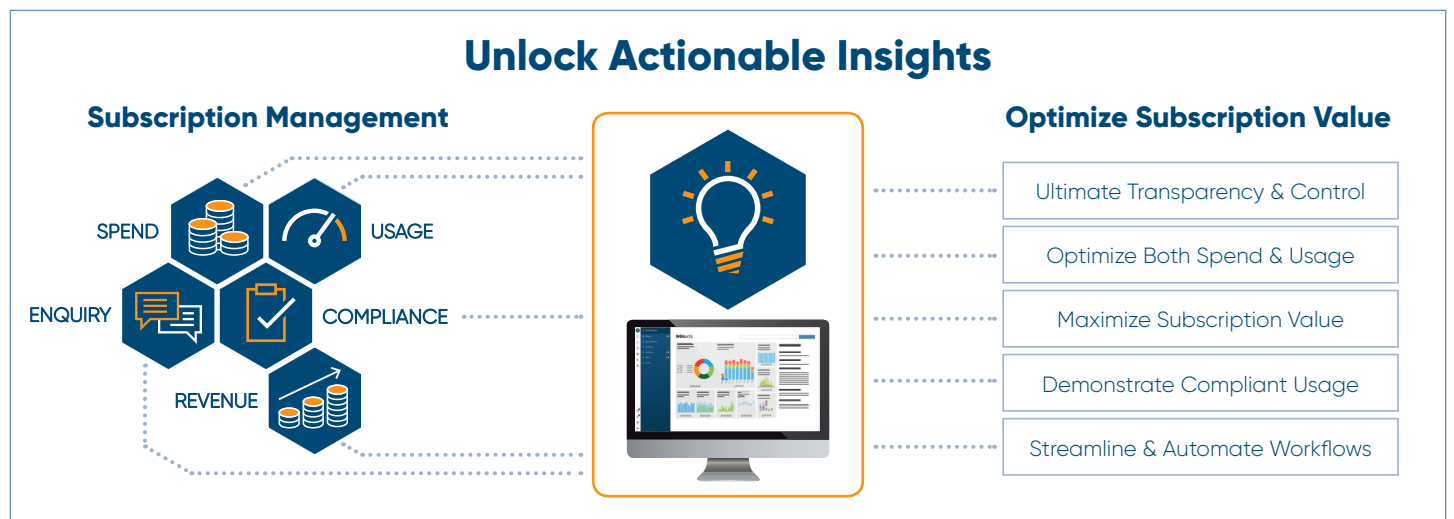 Unlock Actionable Insights
Subscription Management
SPEND
USAGE
ENQUIRY
COMPLIANCE
REVENUE
Optimize Subscription Value
Ultimate Transparency & Control
Optimize Both Spend & Usage
Maximize Subscription Value
Demonstrate Compliant Usage
Streamline & Automate Workflows